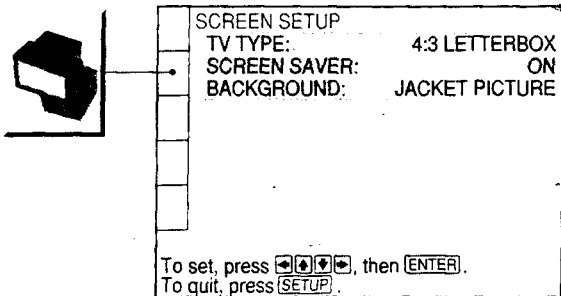 SCREEN SETUP
TV TYPE: 4:3 LETTERBOX
SCREEN SAVER: ON
BACKGROUND: JACKET PICTURE
To set, press ←↑↓→, then ENTER.
To quit, press SETUP.